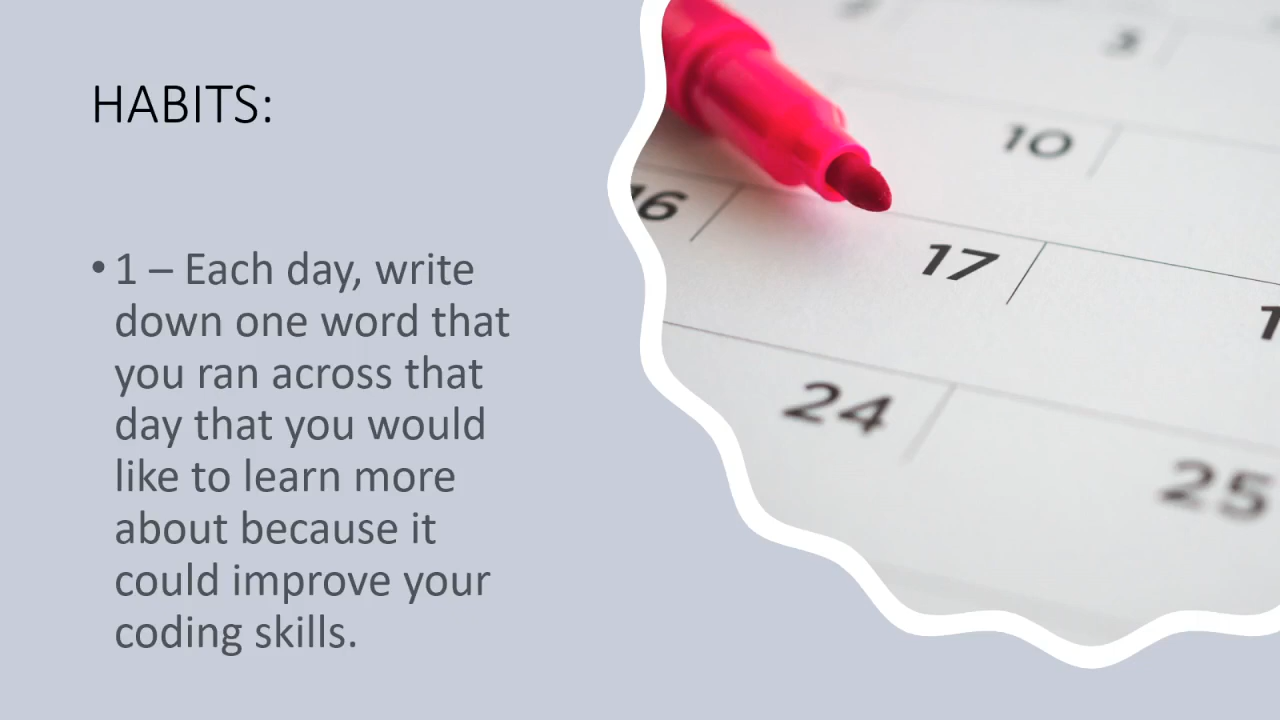 HABITS:
• 1 – Each day, write
down one word that
you ran across that
day that you would
like to learn more
about because it
could improve your
coding skills.
3
10
16
17
24
25